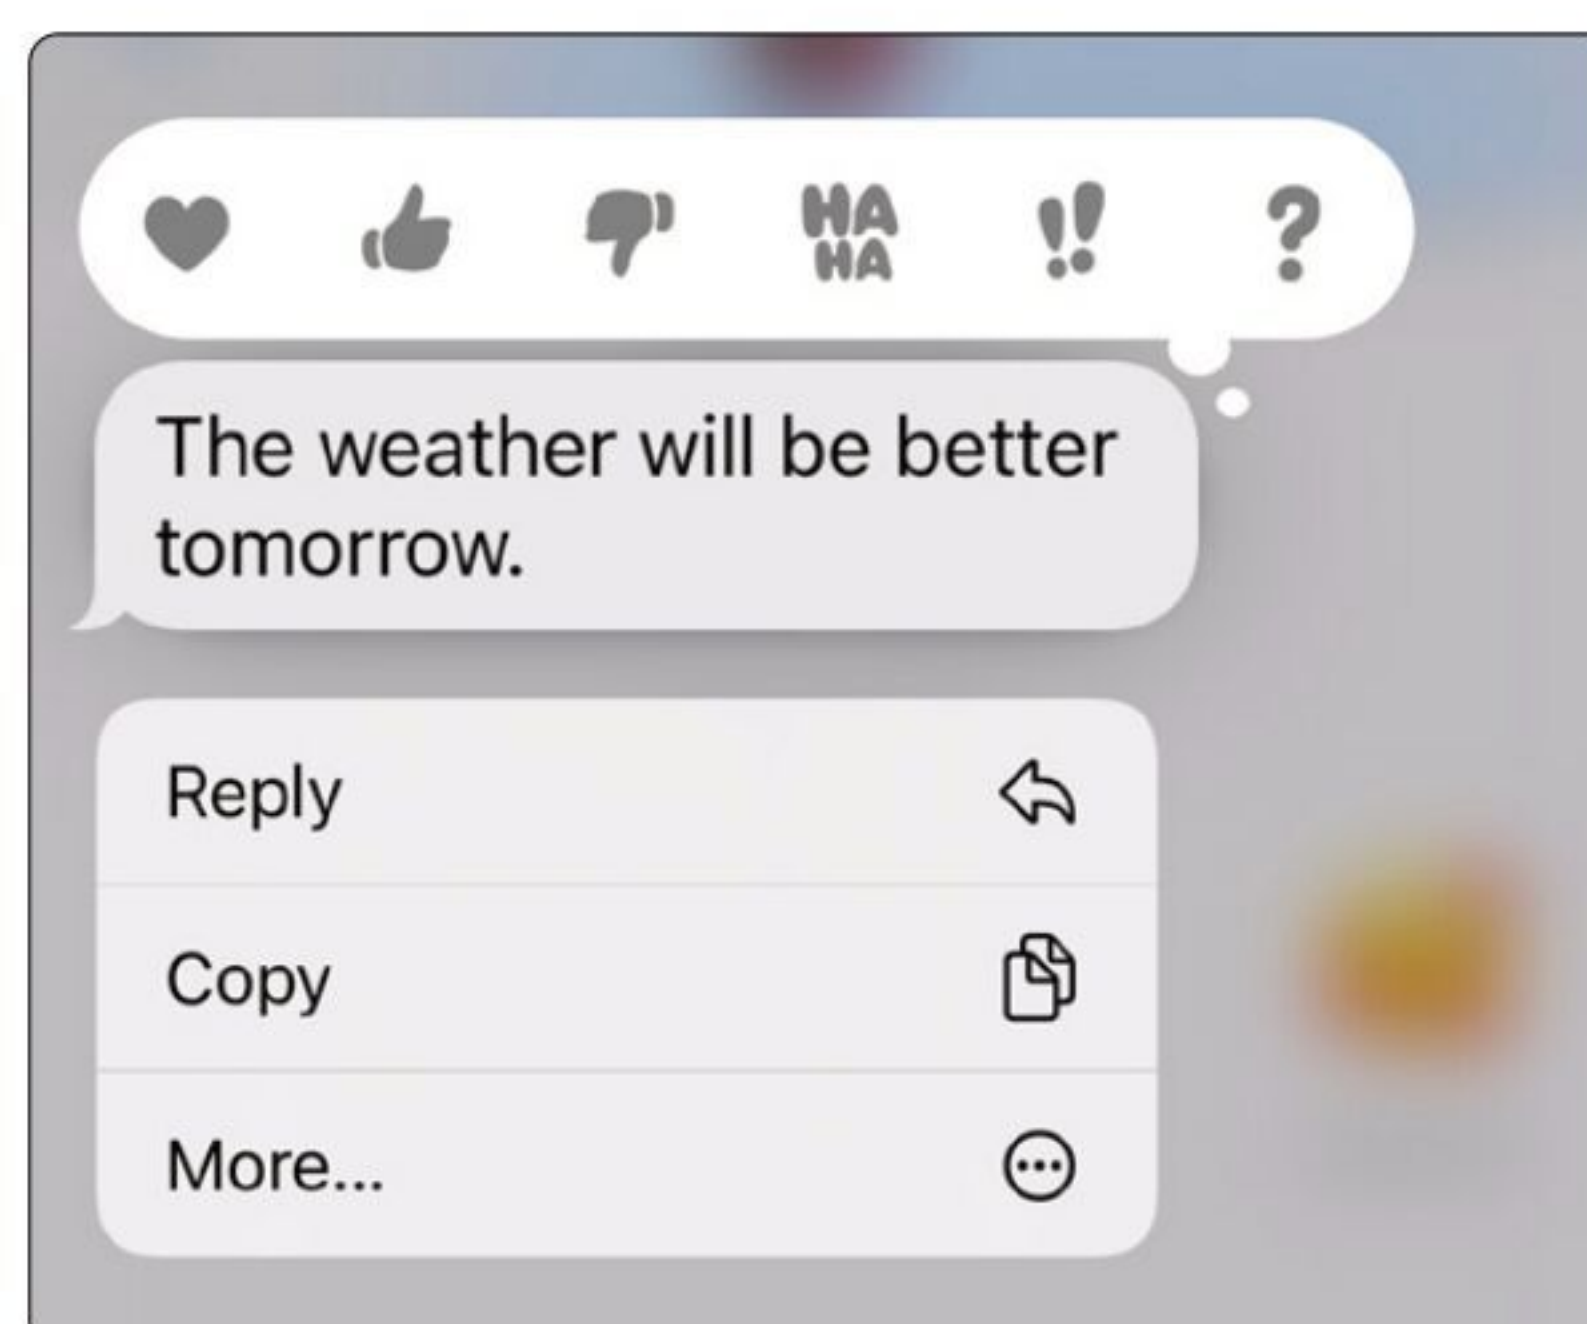 HA
HA
!!
?
The weather will be better
tomorrow.
Reply
Copy
More...